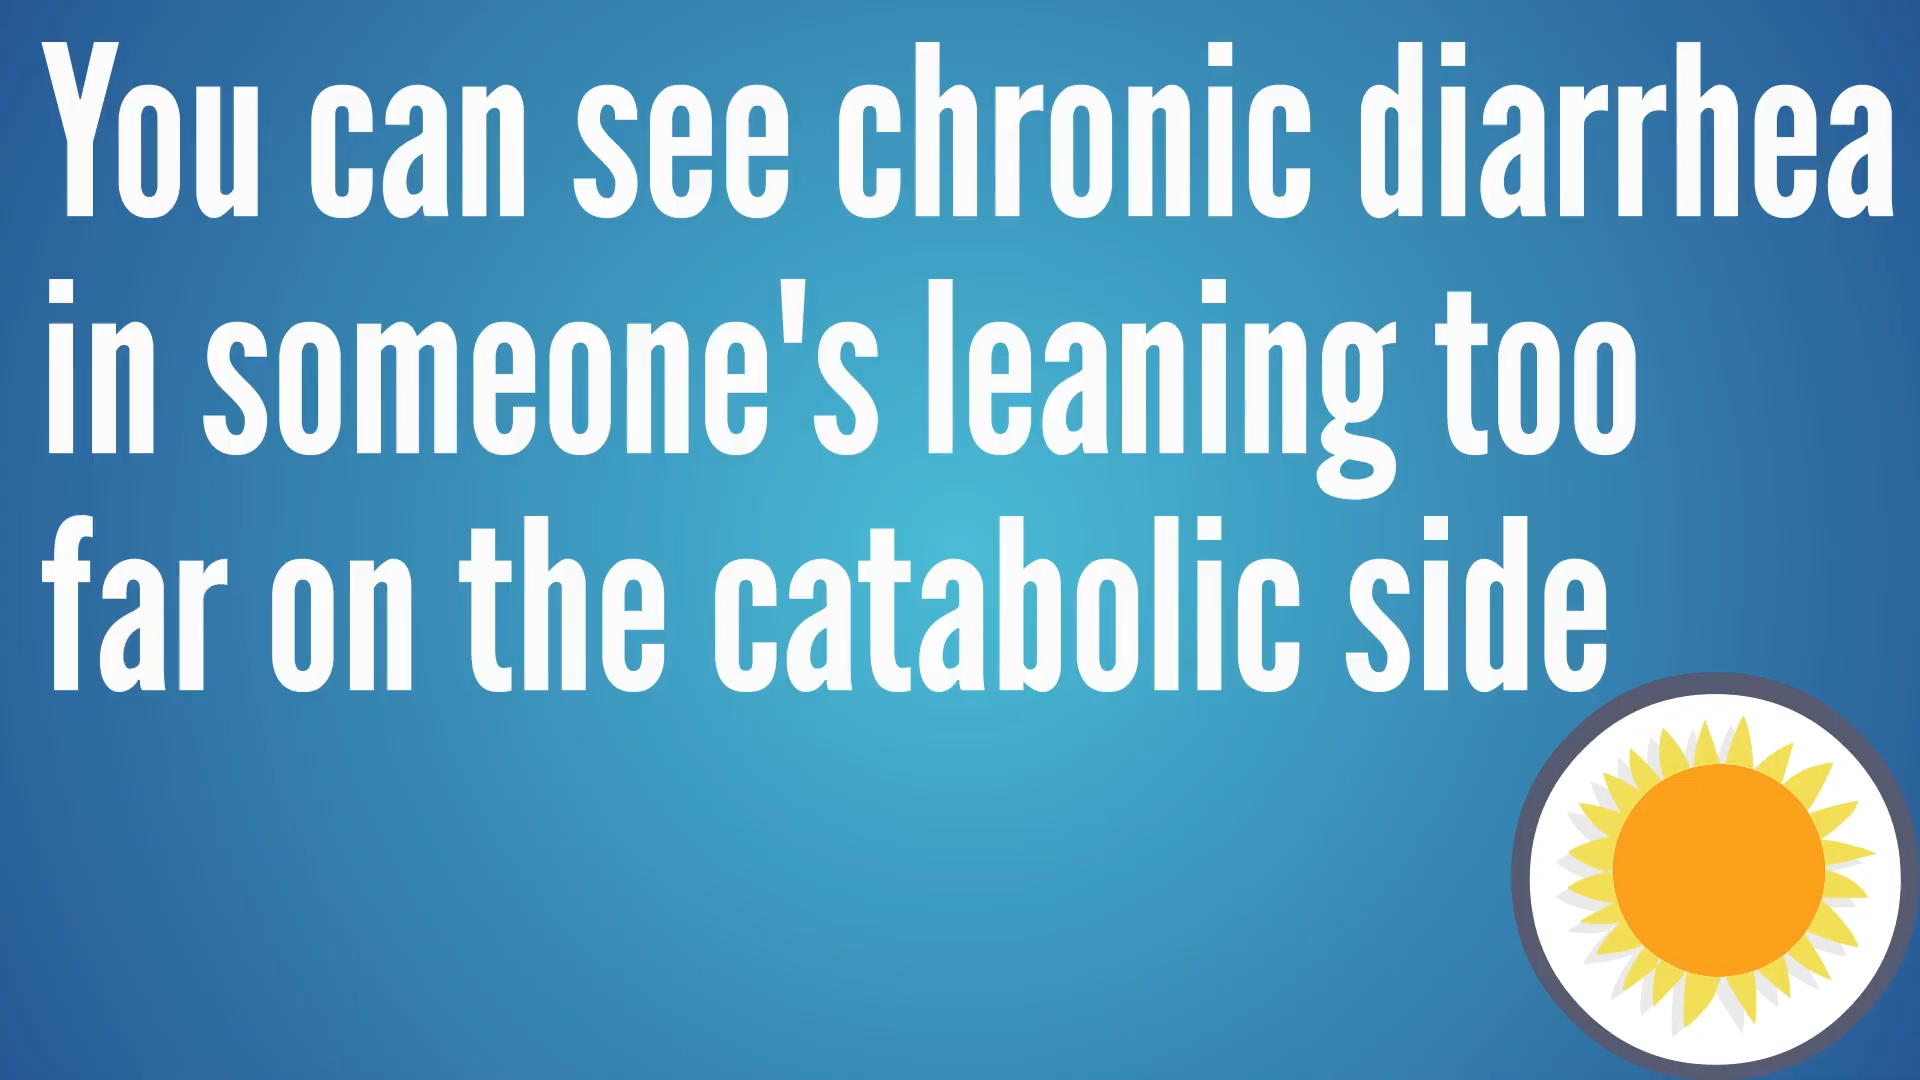 You can see chronic diarrhea
in someone's leaning too
far on the catabolic side